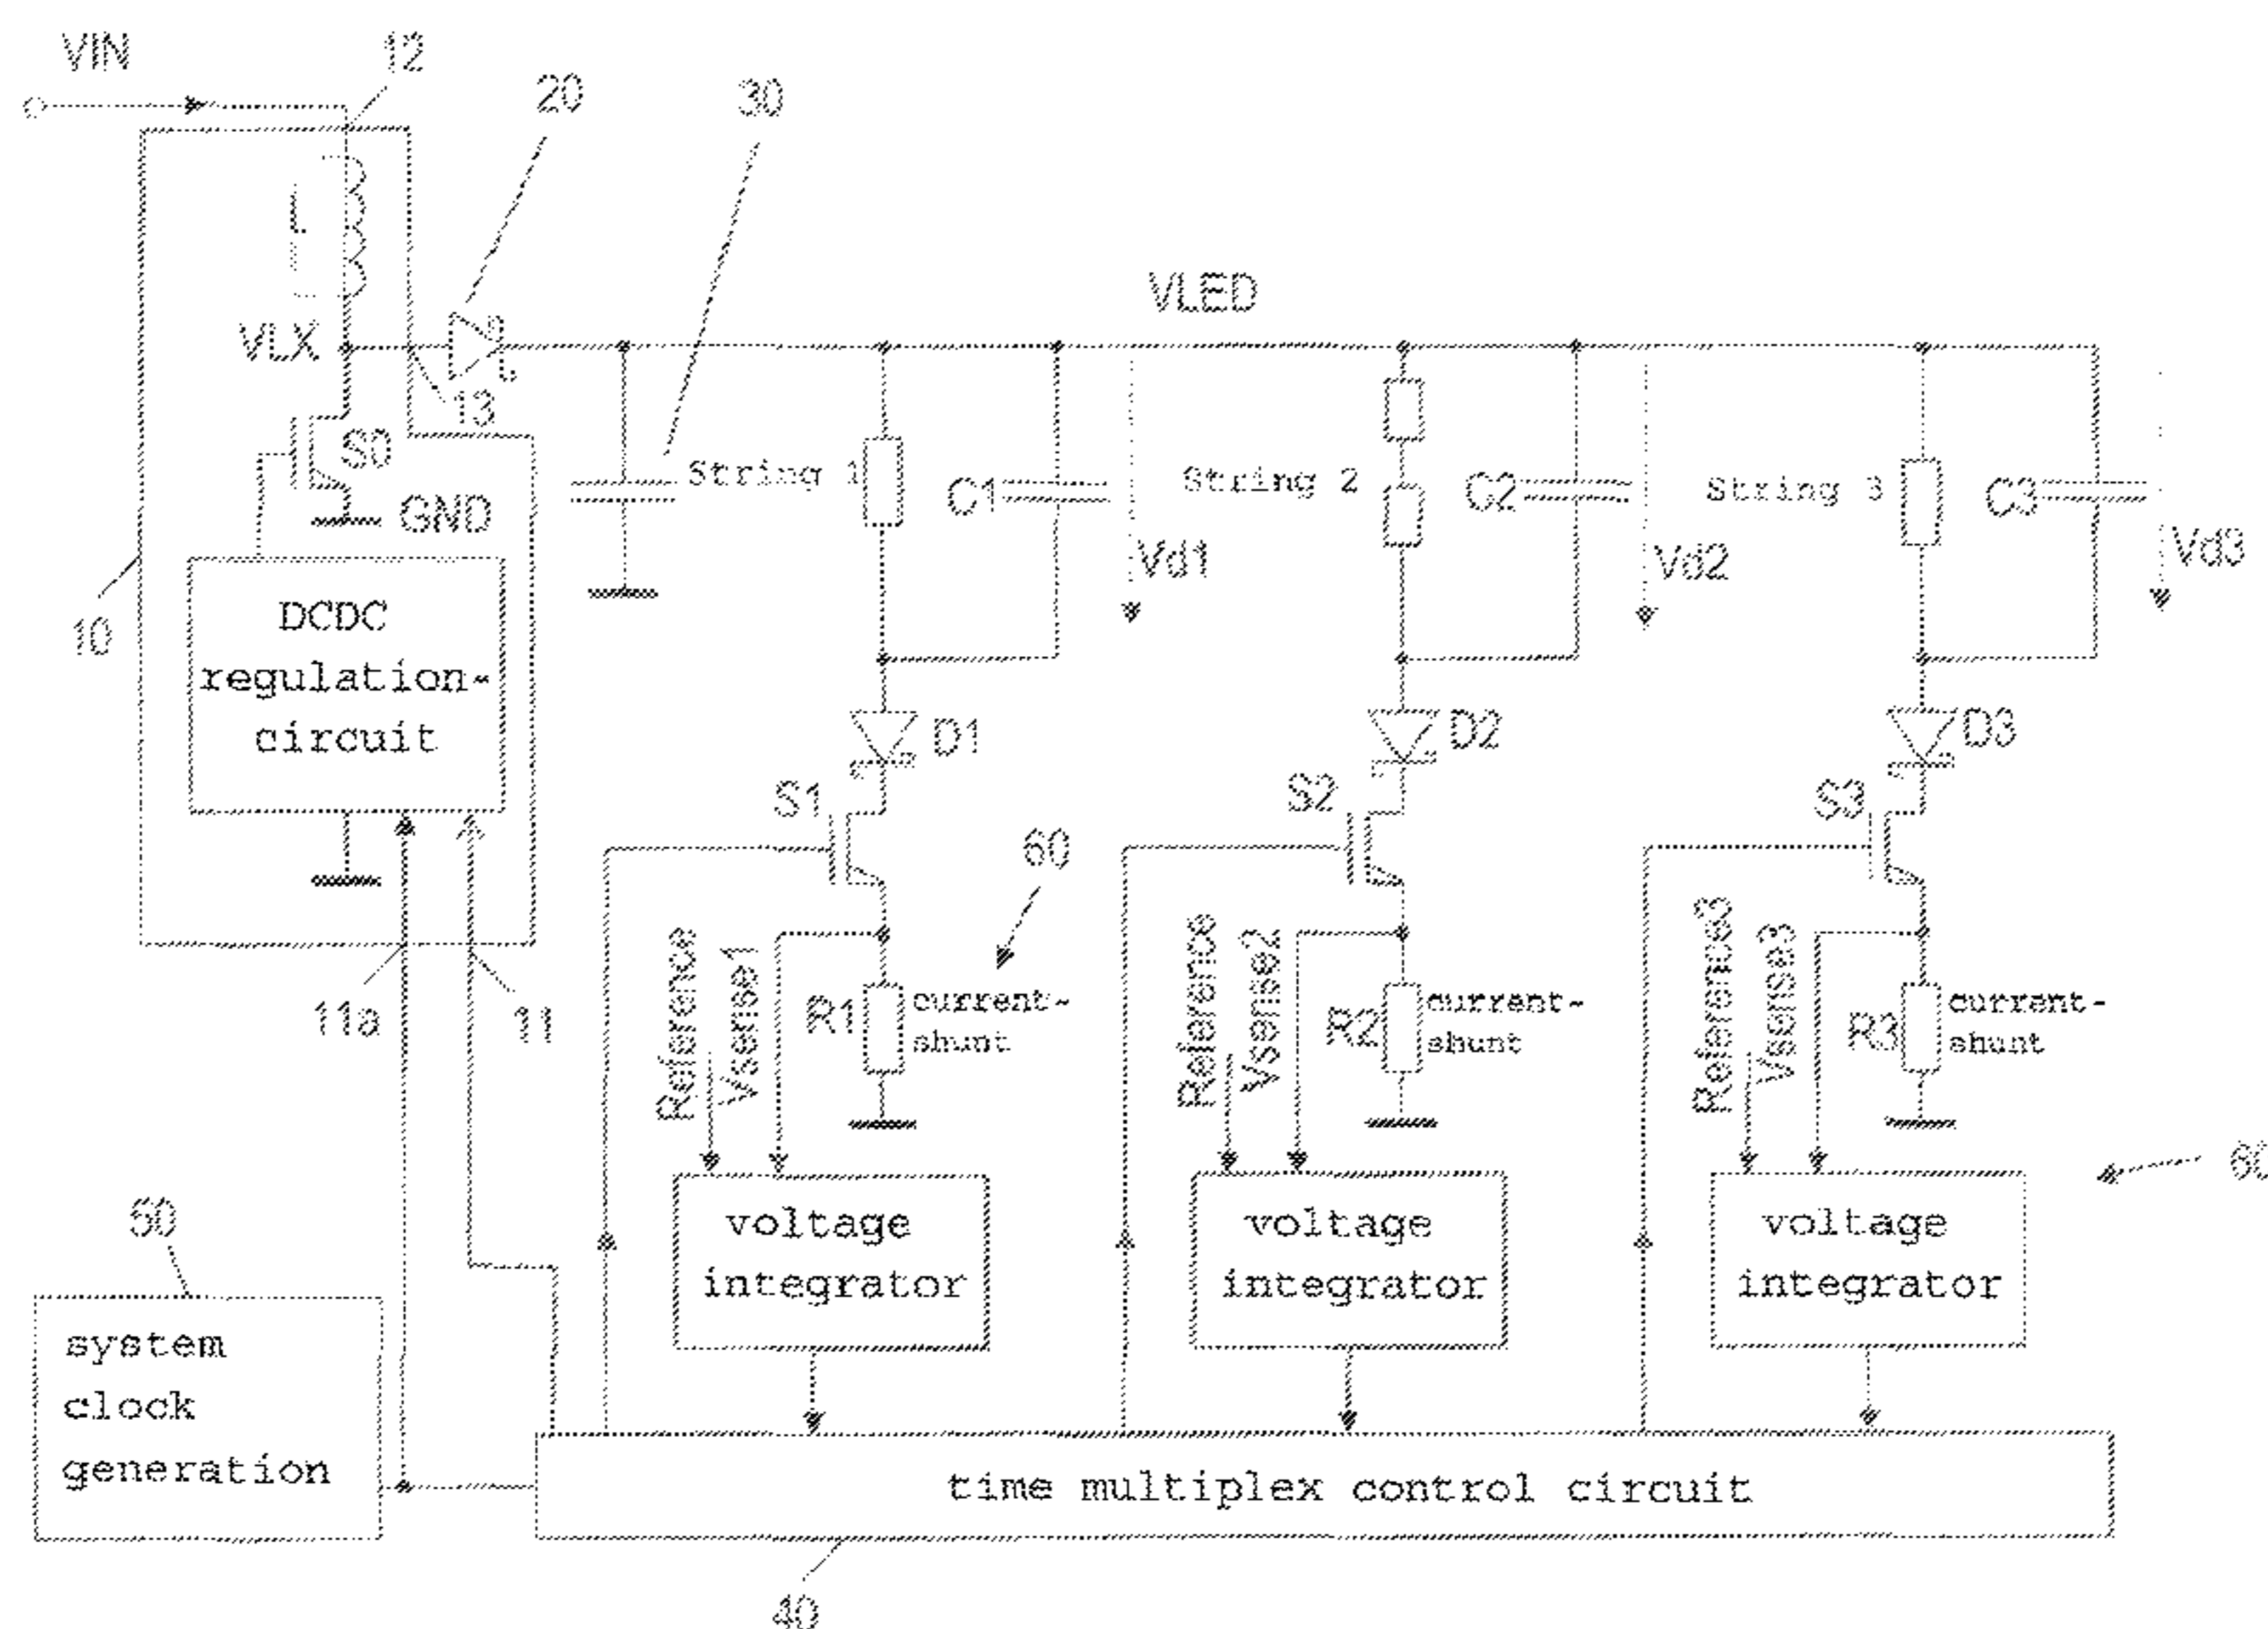 VIN
12
20
30
L
VLED
VLX
13
S0
GND
String 1
C1
Vd1
String 2
C2
Vd2
String 3
C3
Vd3
10
DCDC
regulation-
circuit
D1
D2
D3
S1
S2
S3
60
11a
11
Reference
Vsense1
R1
current-
shunt
Reference
Vsense2
R2
current-
shunt
Reference3
Vsense3
R3
current-
shunt
60
50
system
clock
generation
voltage
integrator
voltage
integrator
voltage
integrator
time multiplex control circuit
40